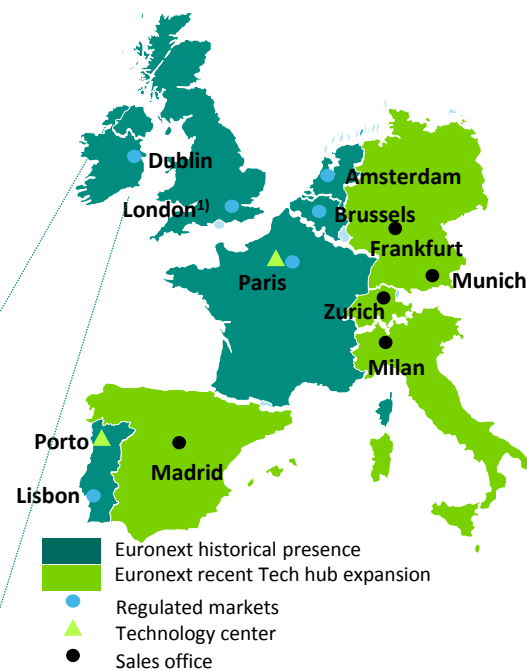 Dublin
London1)
Amsterdam
Brussels
Frankfurt
Munich
Paris
Zurich
Milan
Porto
Madrid
Lisbon
Euronext historical presence
Euronext recent Tech hub expansion
Regulated markets
Technology center
Sales office